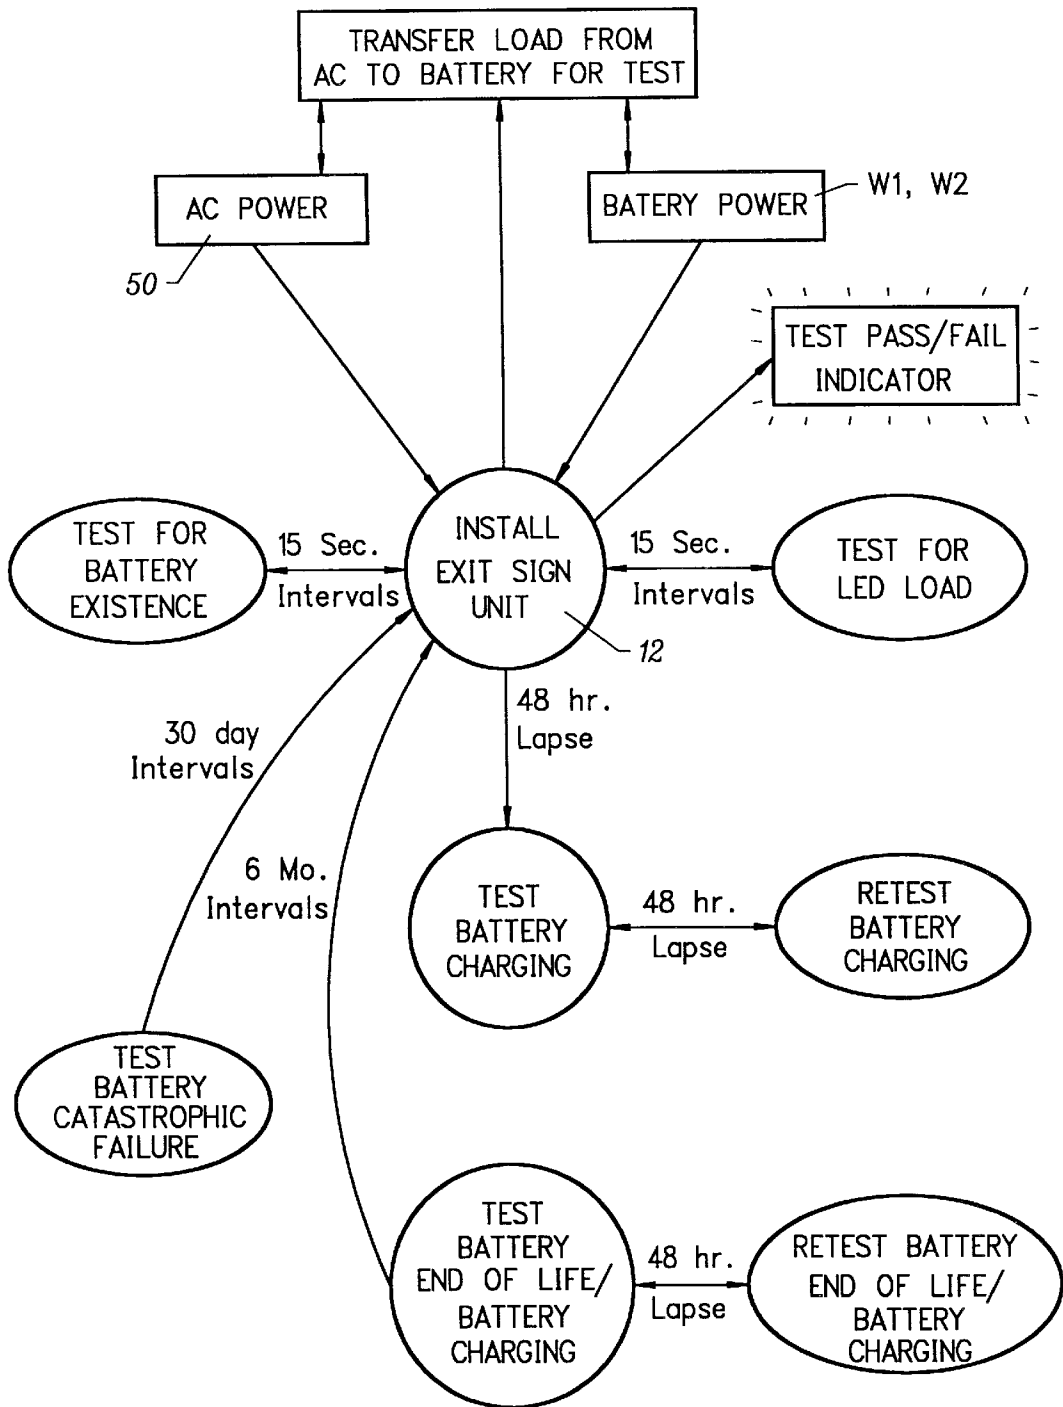 TRANSFER LOAD FROM
AC TO BATTERY FOR TEST
AC POWER
50
BATERY POWER
W1, W2
TEST PASS/FAIL
INDICATOR
TEST FOR
BATTERY
EXISTENCE
15 Sec.
Intervals
INSTALL
EXIT SIGN
UNIT
12
15 Sec.
Intervals
TEST FOR
LED LOAD
48 hr.
Lapse
30 day
Intervals
6 Mo.
Intervals
TEST
BATTERY
CHARGING
48 hr.
Lapse
RETEST
BATTERY
CHARGING
TEST
BATTERY
CATASTROPHIC
FAILURE
TEST
BATTERY
END OF LIFE/
BATTERY
CHARGING
48 hr.
Lapse
RETEST BATTERY
END OF LIFE/
BATTERY
CHARGING